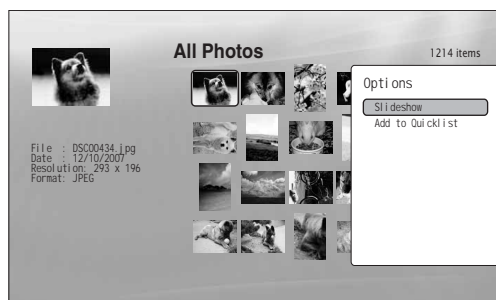 All Photos
1214 items
File : DSC00434.jpg
Date : 12/10/2007
Resolution: 293 x 196
Format: JPEG
Options
Slideshow
Add to Quicklist